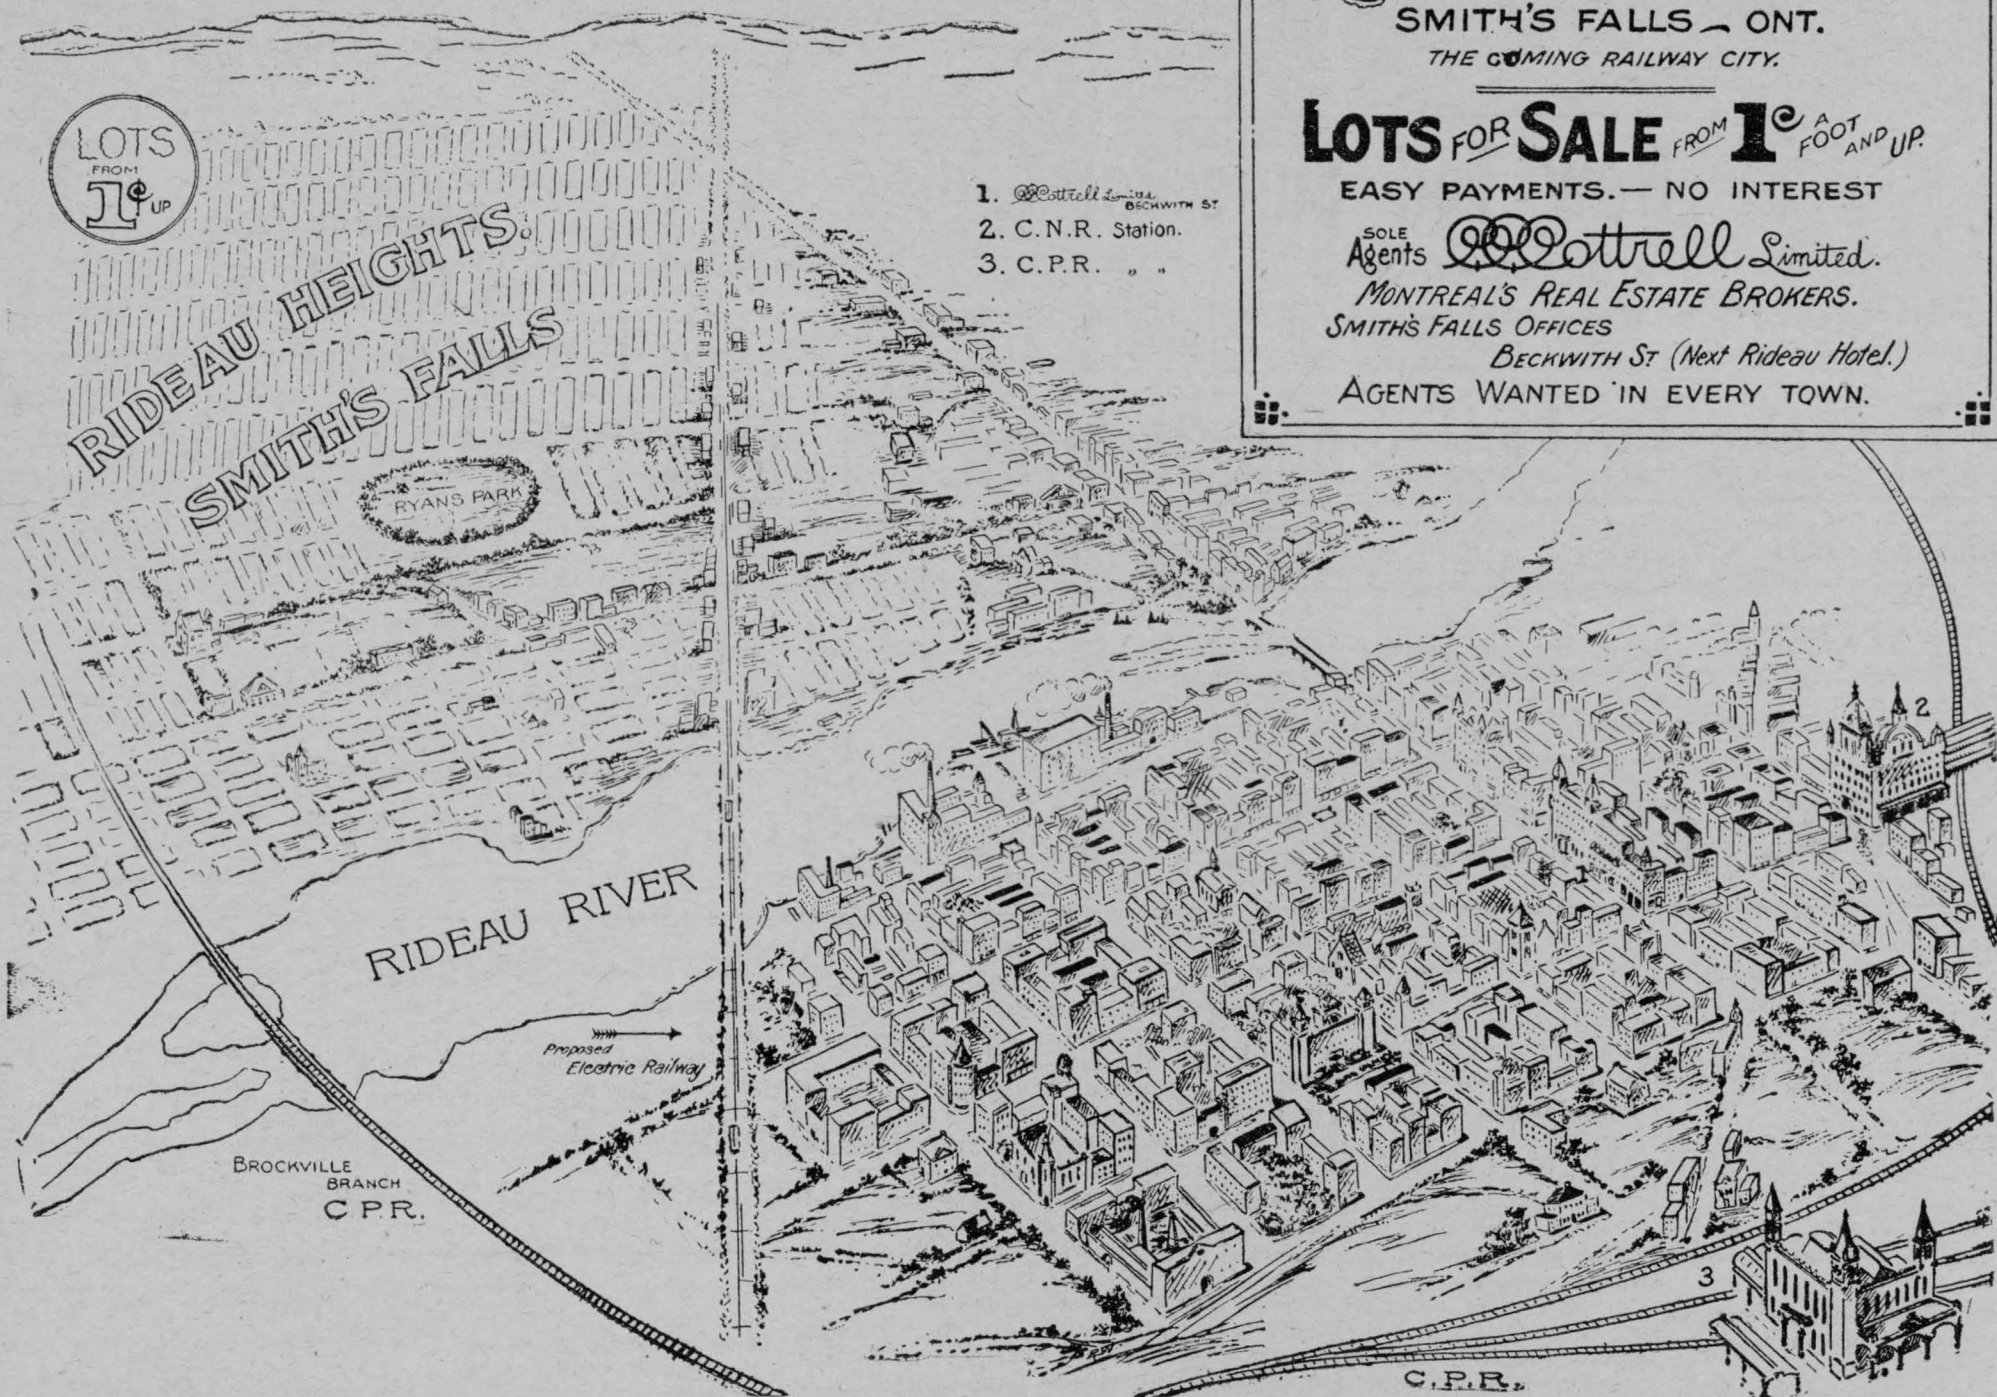 SMITH'S FALLS – ONT.
THE COMING RAILWAY CITY.
LOTS FOR SALE FROM 1¢ A FOOT AND UP.
EASY PAYMENTS. — NO INTEREST
SOLE Agents Cottrell Limited.
MONTREAL'S REAL ESTATE BROKERS.
SMITH'S FALLS OFFICES
BECKWITH ST (Next Rideau Hotel.)
AGENTS WANTED IN EVERY TOWN.
LOTS
FROM
1¢ UP
1. Cottrell Limited
BECKWITH ST
2. C.N.R. Station.
3. C.P.R. " "
RIDEAU HEIGHTS.
SMITH'S FALLS
RYANS PARK
2
1
RIDEAU RIVER
Proposed
Electric Railway
BROCKVILLE
BRANCH
C.P.R.
3
C.P.R.